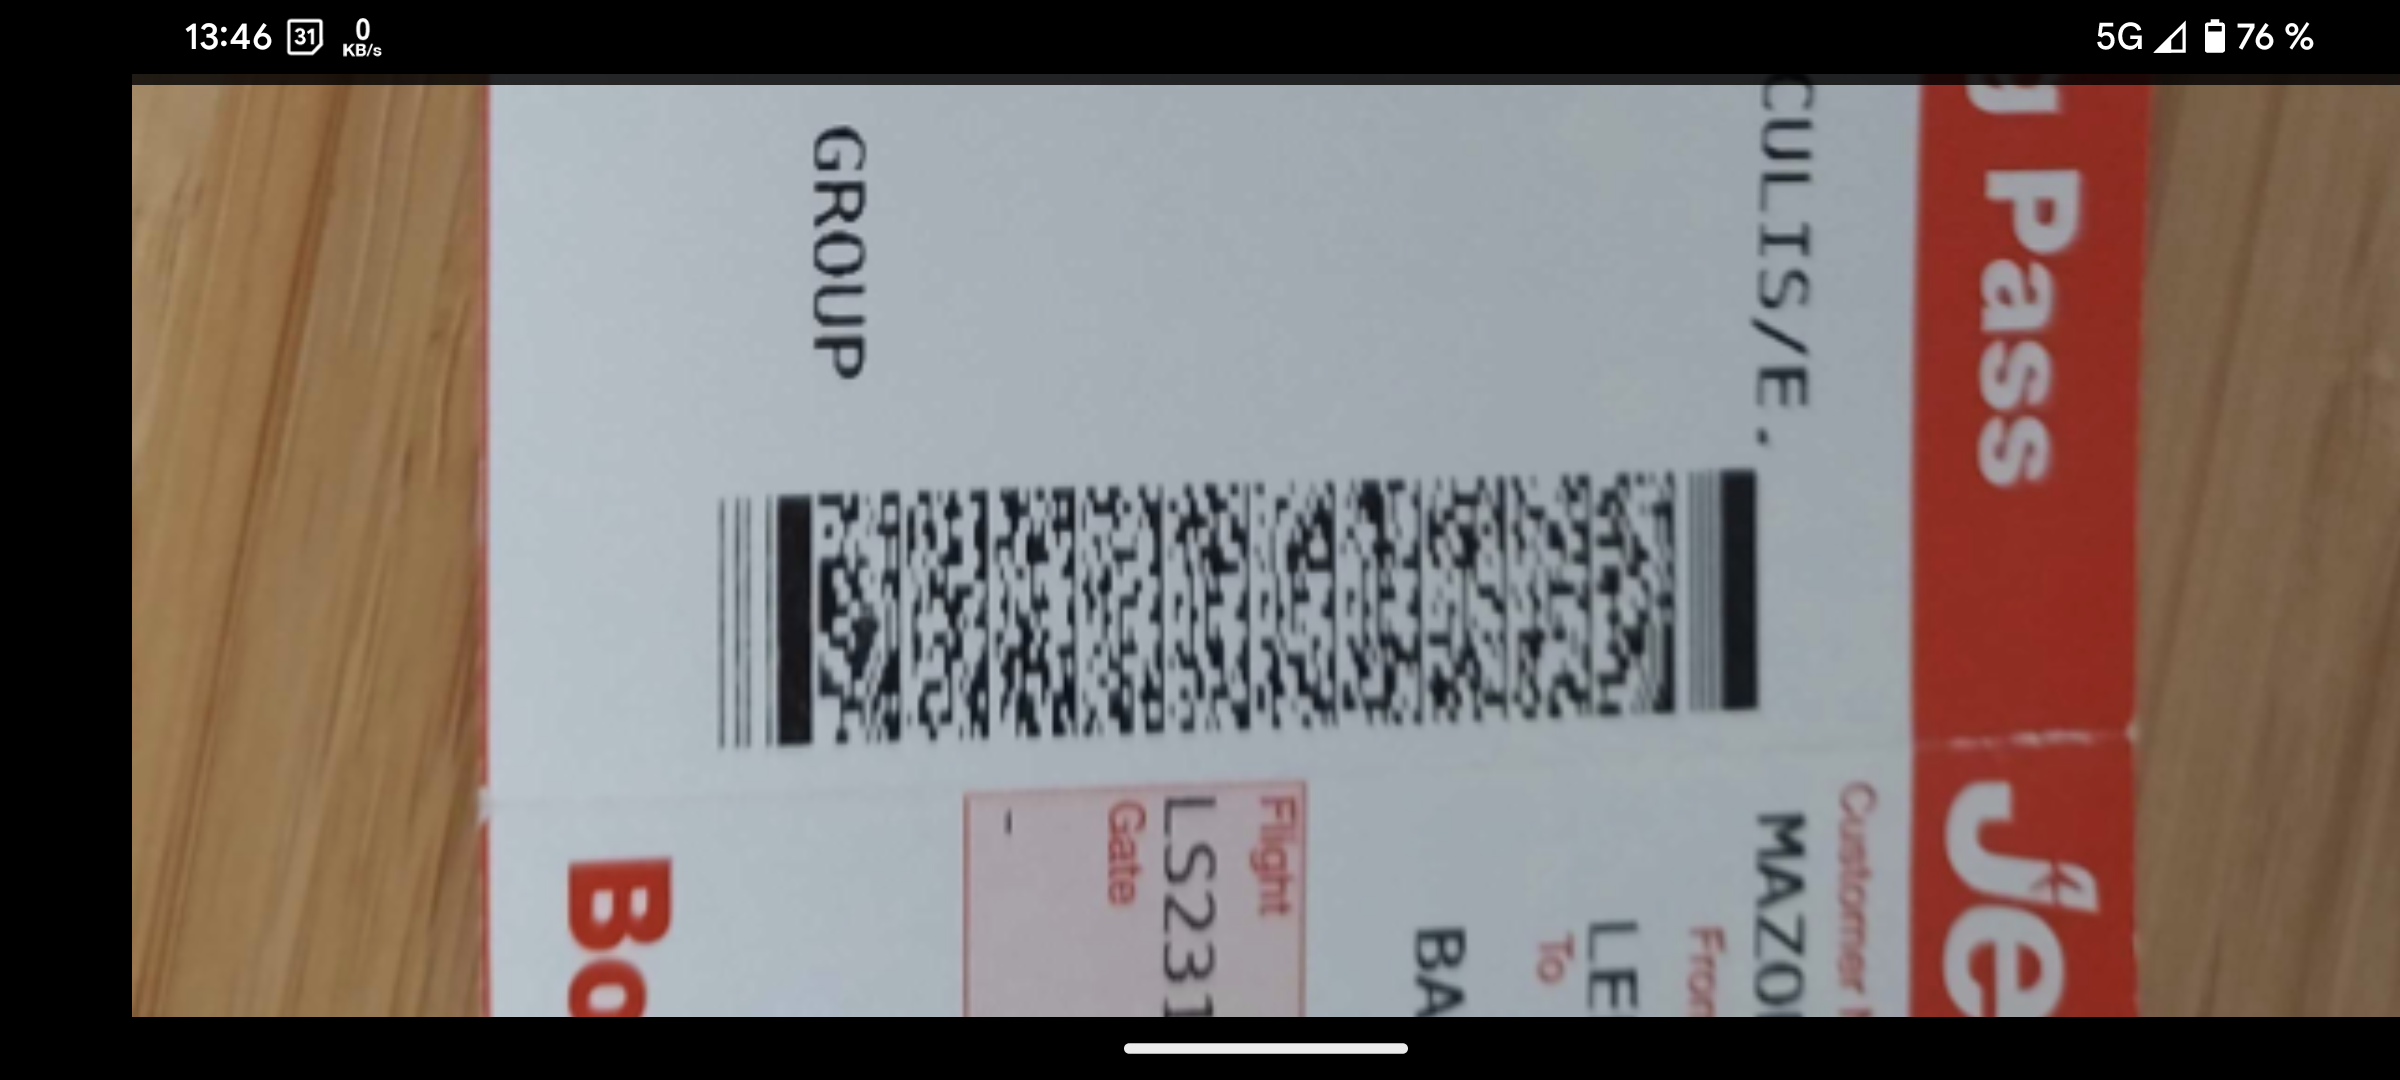 13:46 31 0 KB/s 5G 76 %
g Pass
CULIS/E.
GROUP
Je
Customer
MAZO
From
LE
To
BA
Flight
LS231
Gate
-
Bo